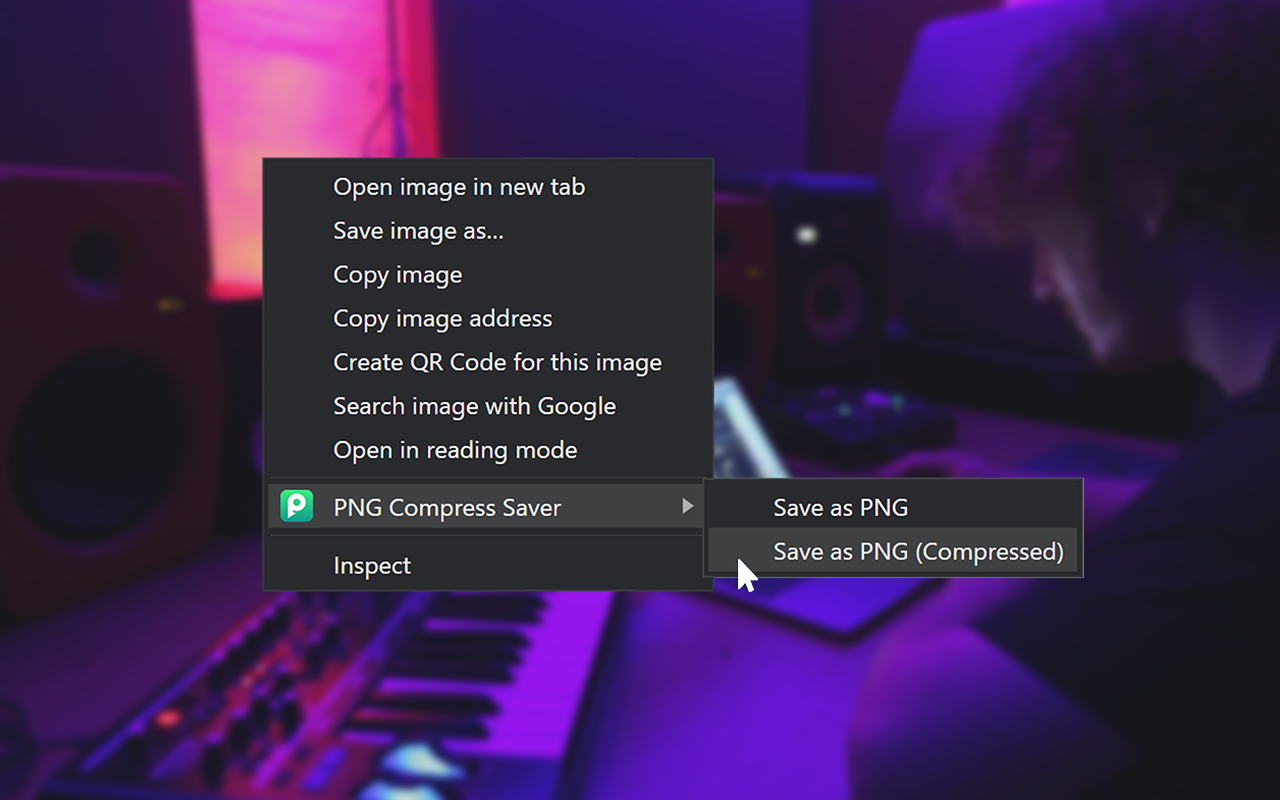 Open image in new tab
Save image as...
Copy image
Copy image address
Create QR Code for this image
Search image with Google
Open in reading mode
PNG Compress Saver
Save as PNG
Save as PNG (Compressed)
Inspect